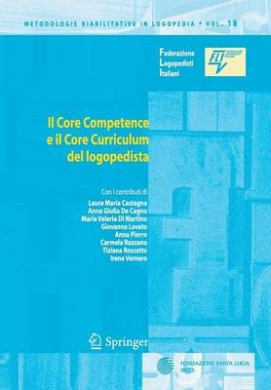 METODOLOGIE RIABILITATIVE IN LOGOPEDIA • VOL. 18
Federazione
Logopedisti
Italiani
FLI
Il Core Competence
e il Core Curriculum
del logopedista
Con i contributi di
Laura Maria Castagna
Anna Giulia De Cagno
Maria Valeria Di Martino
Giovanna Lovato
Anna Pierro
Carmela Razzano
Tiziana Rossetto
Irene Vernero
Springer
FONDAZIONE SANTA LUCIA